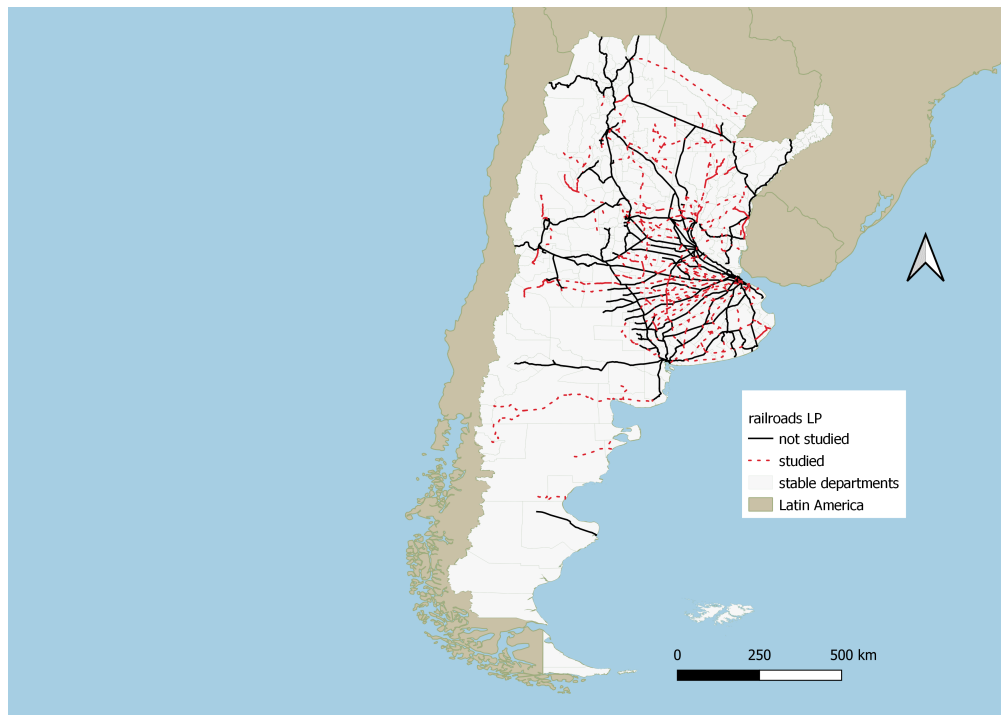 railroads LP
not studied
studied
stable departments
Latin America
0 250 500 km